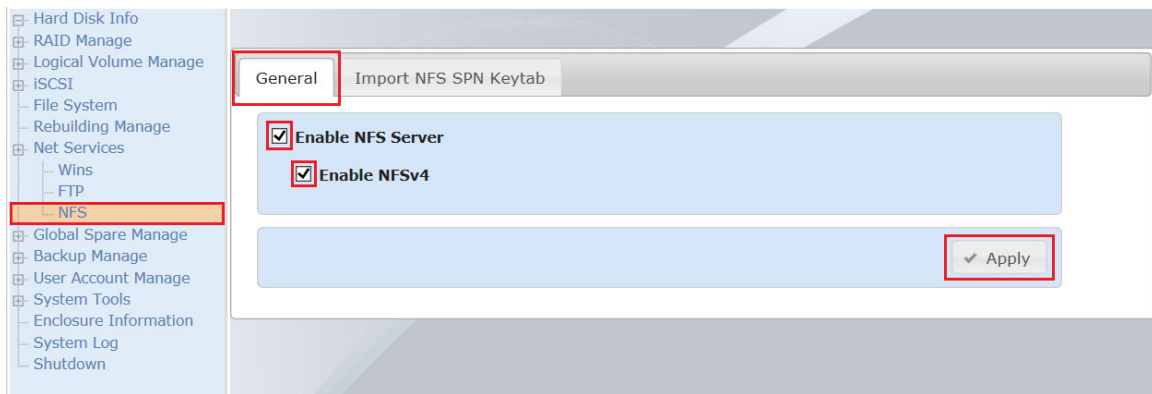 Hard Disk Info
RAID Manage
Logical Volume Manage
iSCSI
File System
Rebuilding Manage
Net Services
Wins
FTP
NFS
Global Spare Manage
Backup Manage
User Account Manage
System Tools
Enclosure Information
System Log
Shutdown
General
Import NFS SPN Keytab
Enable NFS Server
Enable NFSv4
Apply